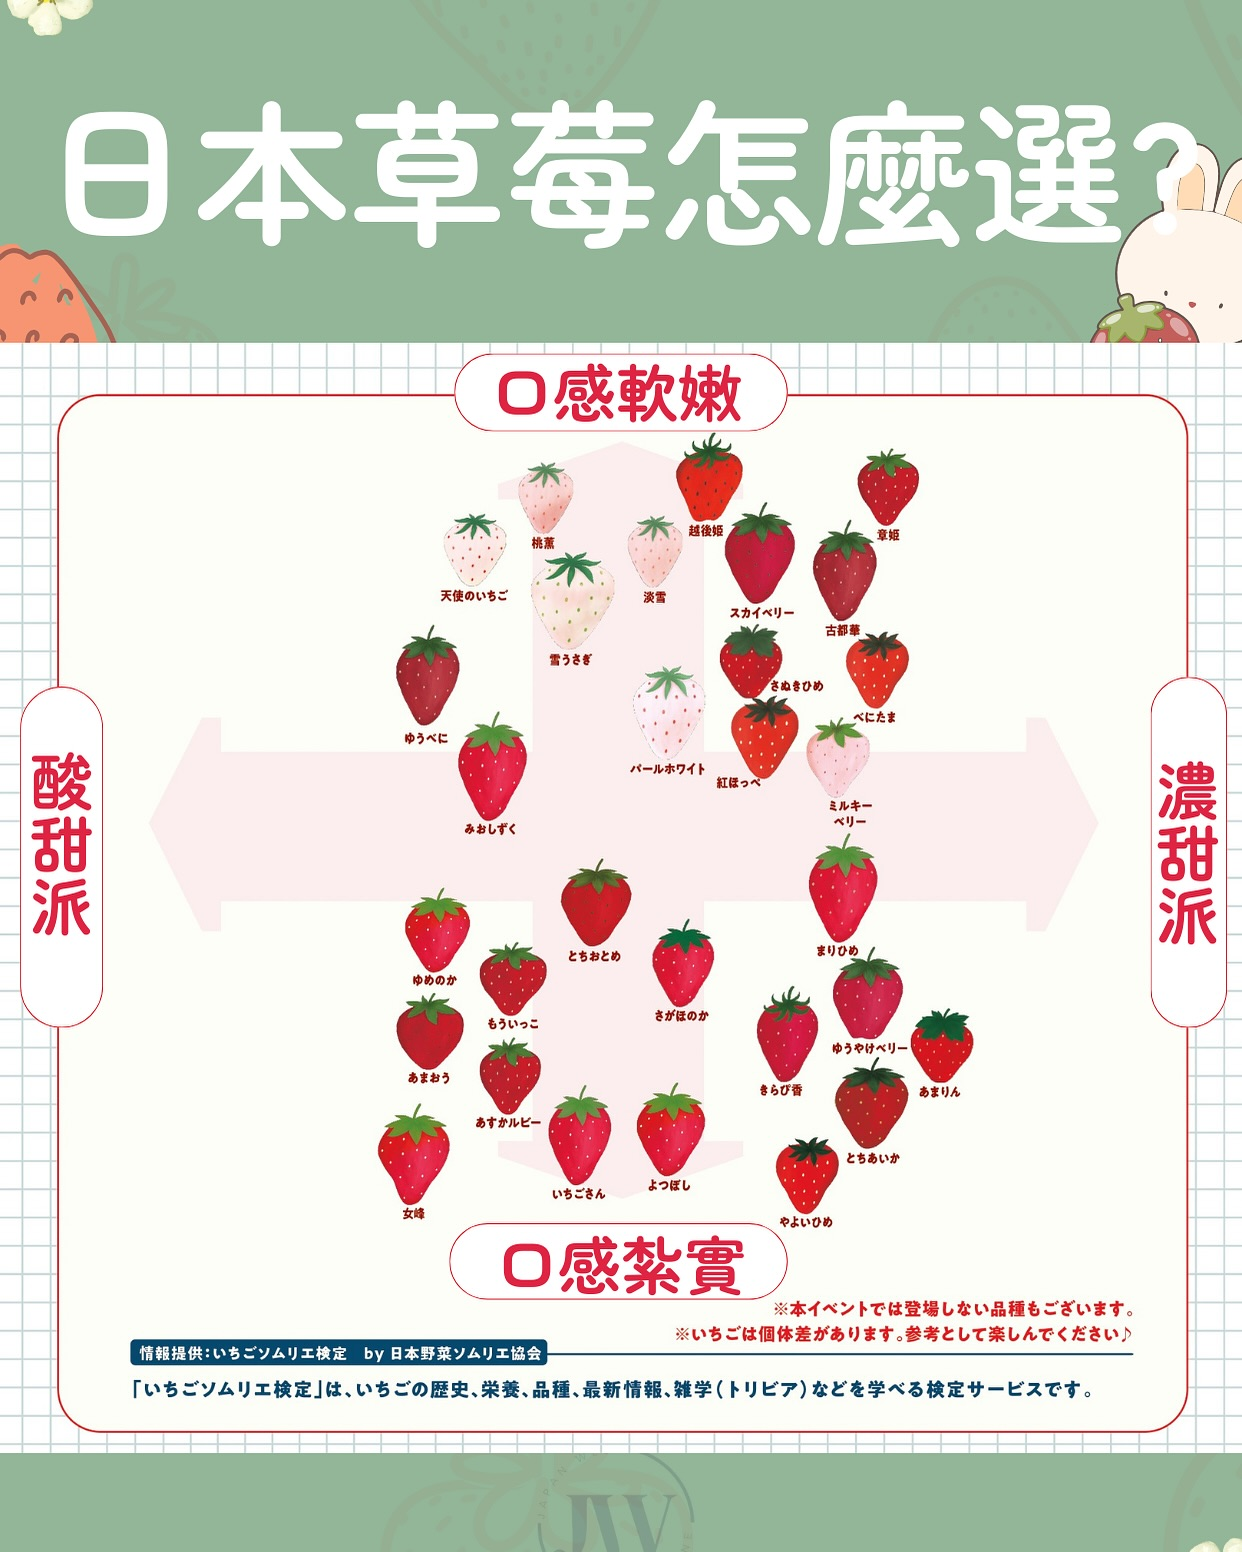 日本草莓怎麼選?
口感軟嫩
桃薫
越後姫
章姫
天使のいちご
淡雪
スカイベリー
古都華
雪うさぎ
さぬきひめ
べにたま
ゆうべに
パールホワイト
紅ほっぺ
ミルキー
ベリー
みおしずく
酸甜派
濃甜派
とちおとめ
まりひめ
ゆめのか
もういっこ
さがほのか
ゆうやけベリー
きらぴ香
あまりん
あまおう
あすかルビー
とちあいか
いちごさん
よつぼし
女峰
やよいひめ
口感紮實
※本イベントでは登場しない品種もございます。
※いちごは個体差があります。参考として楽しんでください♪
情報提供:いちごソムリエ検定 by 日本野菜ソムリエ協会
「いちごソムリエ検定」は、いちごの歴史、栄養、品種、最新情報、雑学(トリビア)などを学べる検定サービスです。
JW